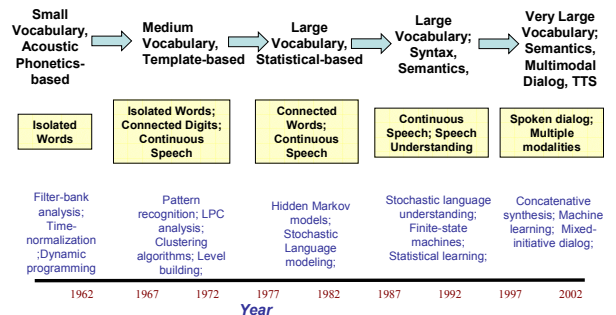 Small
Vocabulary,
Acoustic
Phonetics-
based
Medium
Vocabulary,
Template-based
Large
Vocabulary,
Statistical-based
Large
Vocabulary;
Syntax,
Semantics,
Very Large
Vocabulary;
Semantics,
Multimodal
Dialog, TTS
Isolated
Words
Isolated Words;
Connected Digits;
Continuous
Speech
Connected
Words;
Continuous
Speech
Continuous
Speech; Speech
Understanding
Spoken dialog;
Multiple
modalities
Filter-bank
analysis;
Time-
normalization
;Dynamic
programming
Pattern
recognition; LPC
analysis;
Clustering
algorithms; Level
building;
Hidden Markov
models;
Stochastic
Language
modeling;
Stochastic language
understanding;
Finite-state
machines;
Statistical learning;
Concatenative
synthesis; Machine
learning; Mixed-
initiative dialog;
1962 1967 1972 1977 1982 1987 1992 1997 2002
Year